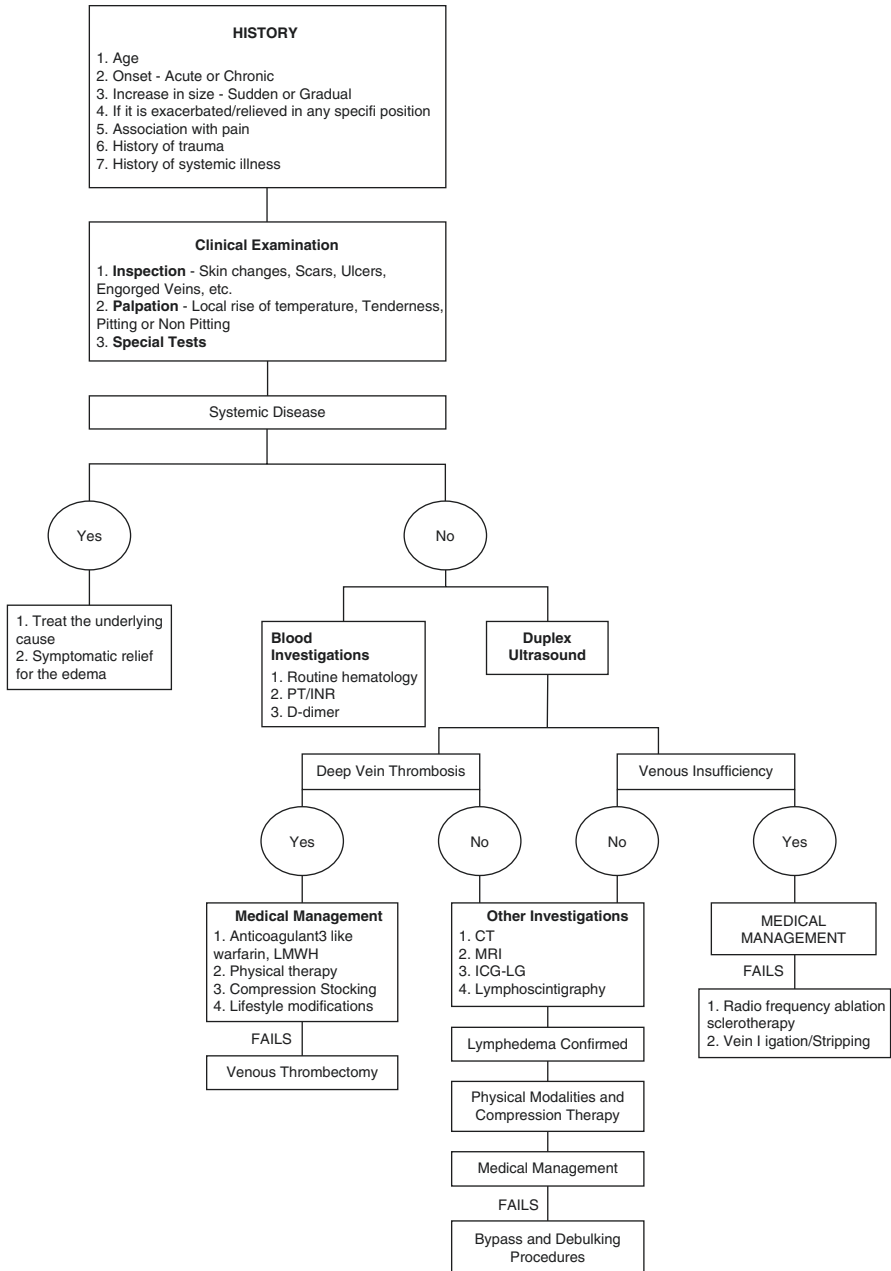 HISTORY
1. Age
2. Onset - Acute or Chronic
3. Increase in size - Sudden or Gradual
4. If it is exacerbated/relieved in any specifi position
5. Association with pain
6. History of trauma
7. History of systemic illness
Clinical Examination
1. Inspection - Skin changes, Scars, Ulcers,
Engorged Veins, etc.
2. Palpation - Local rise of temperature, Tenderness,
Pitting or Non Pitting
3. Special Tests
Systemic Disease
Yes
No
1. Treat the underlying
cause
2. Symptomatic relief
for the edema
Blood
Investigations
1. Routine hematology
2. PT/INR
3. D-dimer
Duplex
Ultrasound
Deep Vein Thrombosis
Venous Insufficiency
Yes
No
No
Yes
Medical Management
1. Anticoagulant3 like
warfarin, LMWH
2. Physical therapy
3. Compression Stocking
4. Lifestyle modifications
FAILS
Venous Thrombectomy
Other Investigations
1. CT
2. MRI
3. ICG-LG
4. Lymphoscintigraphy
Lymphedema Confirmed
Physical Modalities and
Compression Therapy
Medical Management
FAILS
Bypass and Debulking
Procedures
MEDICAL
MANAGEMENT
FAILS
1. Radio frequency ablation
sclerotherapy
2. Vein I igation/Stripping